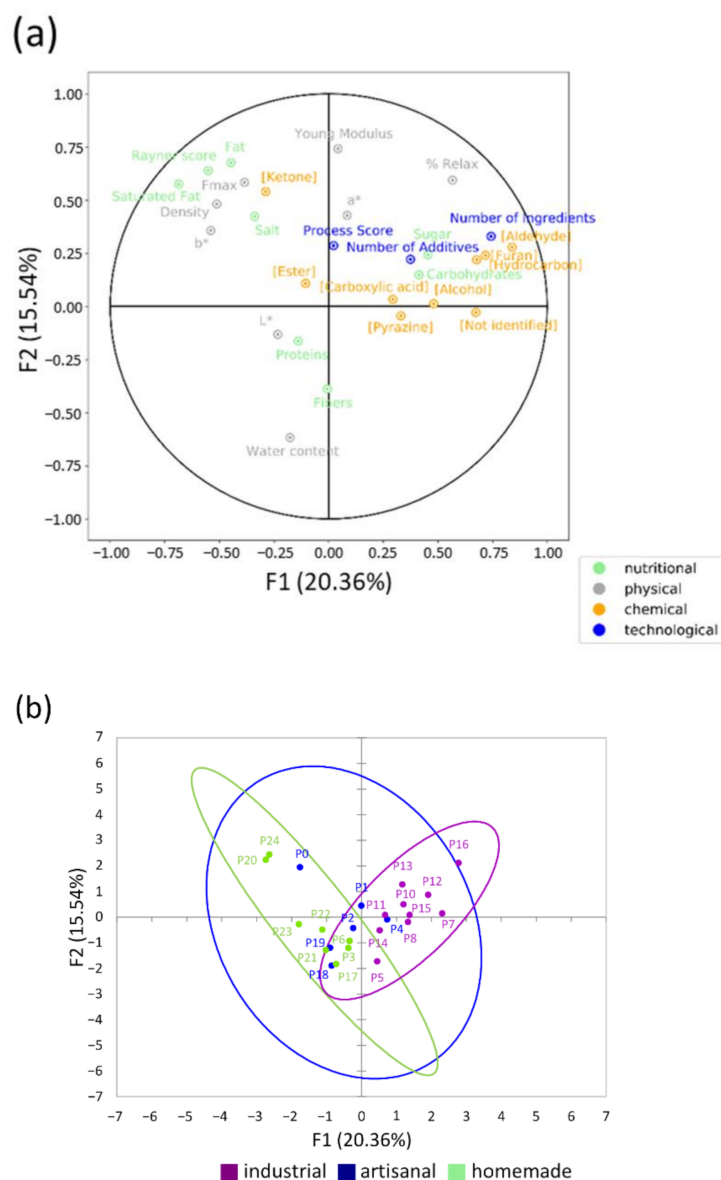 (a)
1.00
0.75
0.50
0.25
0.00
−0.25
−0.50
−0.75
−1.00
F2 (15.54%)
Young Modulus
Rayner score
Fat
% Relax
Saturated Fat
Fmax
[Ketone]
Density
a*
Salt
Number of Ingredients
b*
Process Score
Sugar
[Aldehyde]
Number of Additives
[Furan]
[Hydrocarbon]
Carbohydrates
[Ester]
[Carboxylic acid]
[Alcohol]
L*
[Pyrazine]
[Not identified]
Proteins
Fibers
Water content
−1.00 −0.75 −0.50 −0.25 0.00 0.25 0.50 0.75 1.00
F1 (20.36%)
nutritional
physical
chemical
technological
(b)
7
6
5
4
3
2
1
0
−1
−2
−3
−4
−5
−6
−7
F2 (15.54%)
P24
P20
P0
P16
P13
P12
P1
P10
P11
P15
P22
P2
P4
P7
P23
P6
P14
P8
P19
P21
P3
P18
P17
P5
−7 −6 −5 −4 −3 −2 −1 0 1 2 3 4 5 6 7
F1 (20.36%)
industrial artisanal homemade